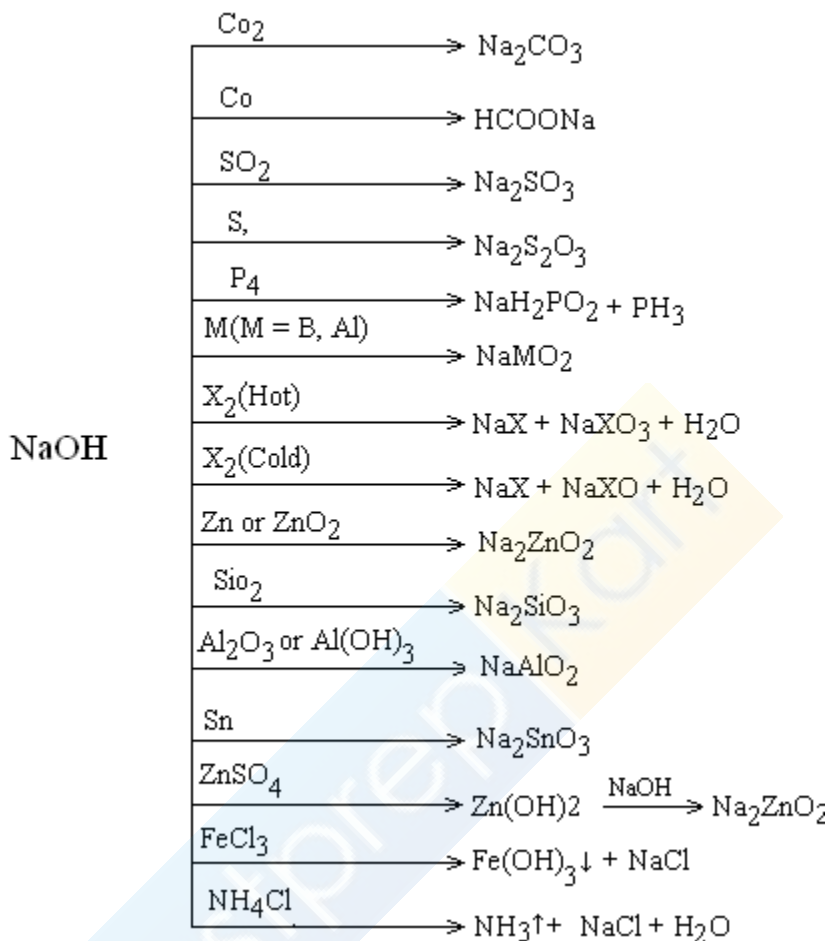 Co₂ Na₂CO₃
Co HCOONa
SO₂ Na₂SO₃
S, Na₂S₂O₃
P₄ NaH₂PO₂ + PH₃
M(M = B, Al) NaMO₂
X₂(Hot) NaX + NaXO₃ + H₂O
NaOH
X₂(Cold) NaX + NaXO + H₂O
Zn or ZnO₂ Na₂ZnO₂
Sio₂ Na₂SiO₃
Al₂O₃ or Al(OH)₃ NaAlO₂
Sn Na₂SnO₃
ZnSO₄ Zn(OH)2 NaOH Na₂ZnO₂
FeCl₃ Fe(OH)₃↓ + NaCl
NH₄Cl NH₃↑+ NaCl + H₂O
stprep Kart